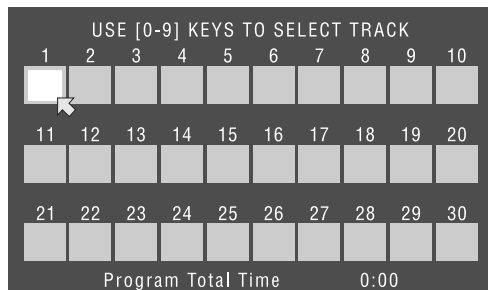 USE [0-9] KEYS TO SELECT TRACK
1 2 3 4 5 6 7 8 9 10
11 12 13 14 15 16 17 18 19 20
21 22 23 24 25 26 27 28 29 30
Program Total Time 0:00